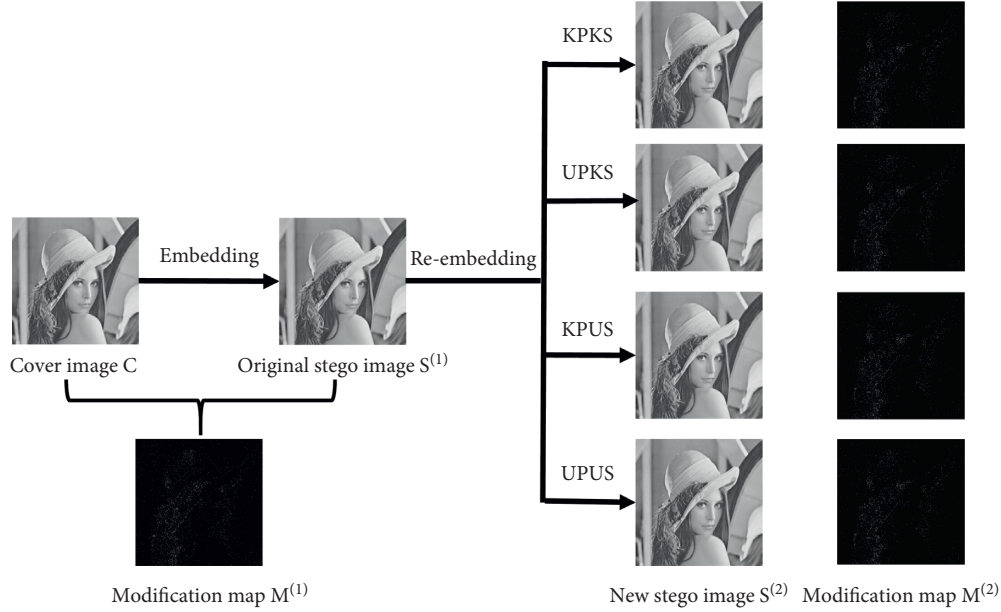 KPKS
UPKS
Embedding
Re-embedding
KPUS
Cover image C
Original stego image S⁽¹⁾
UPUS
Modification map M⁽¹⁾
New stego image S⁽²⁾
Modification map M⁽²⁾